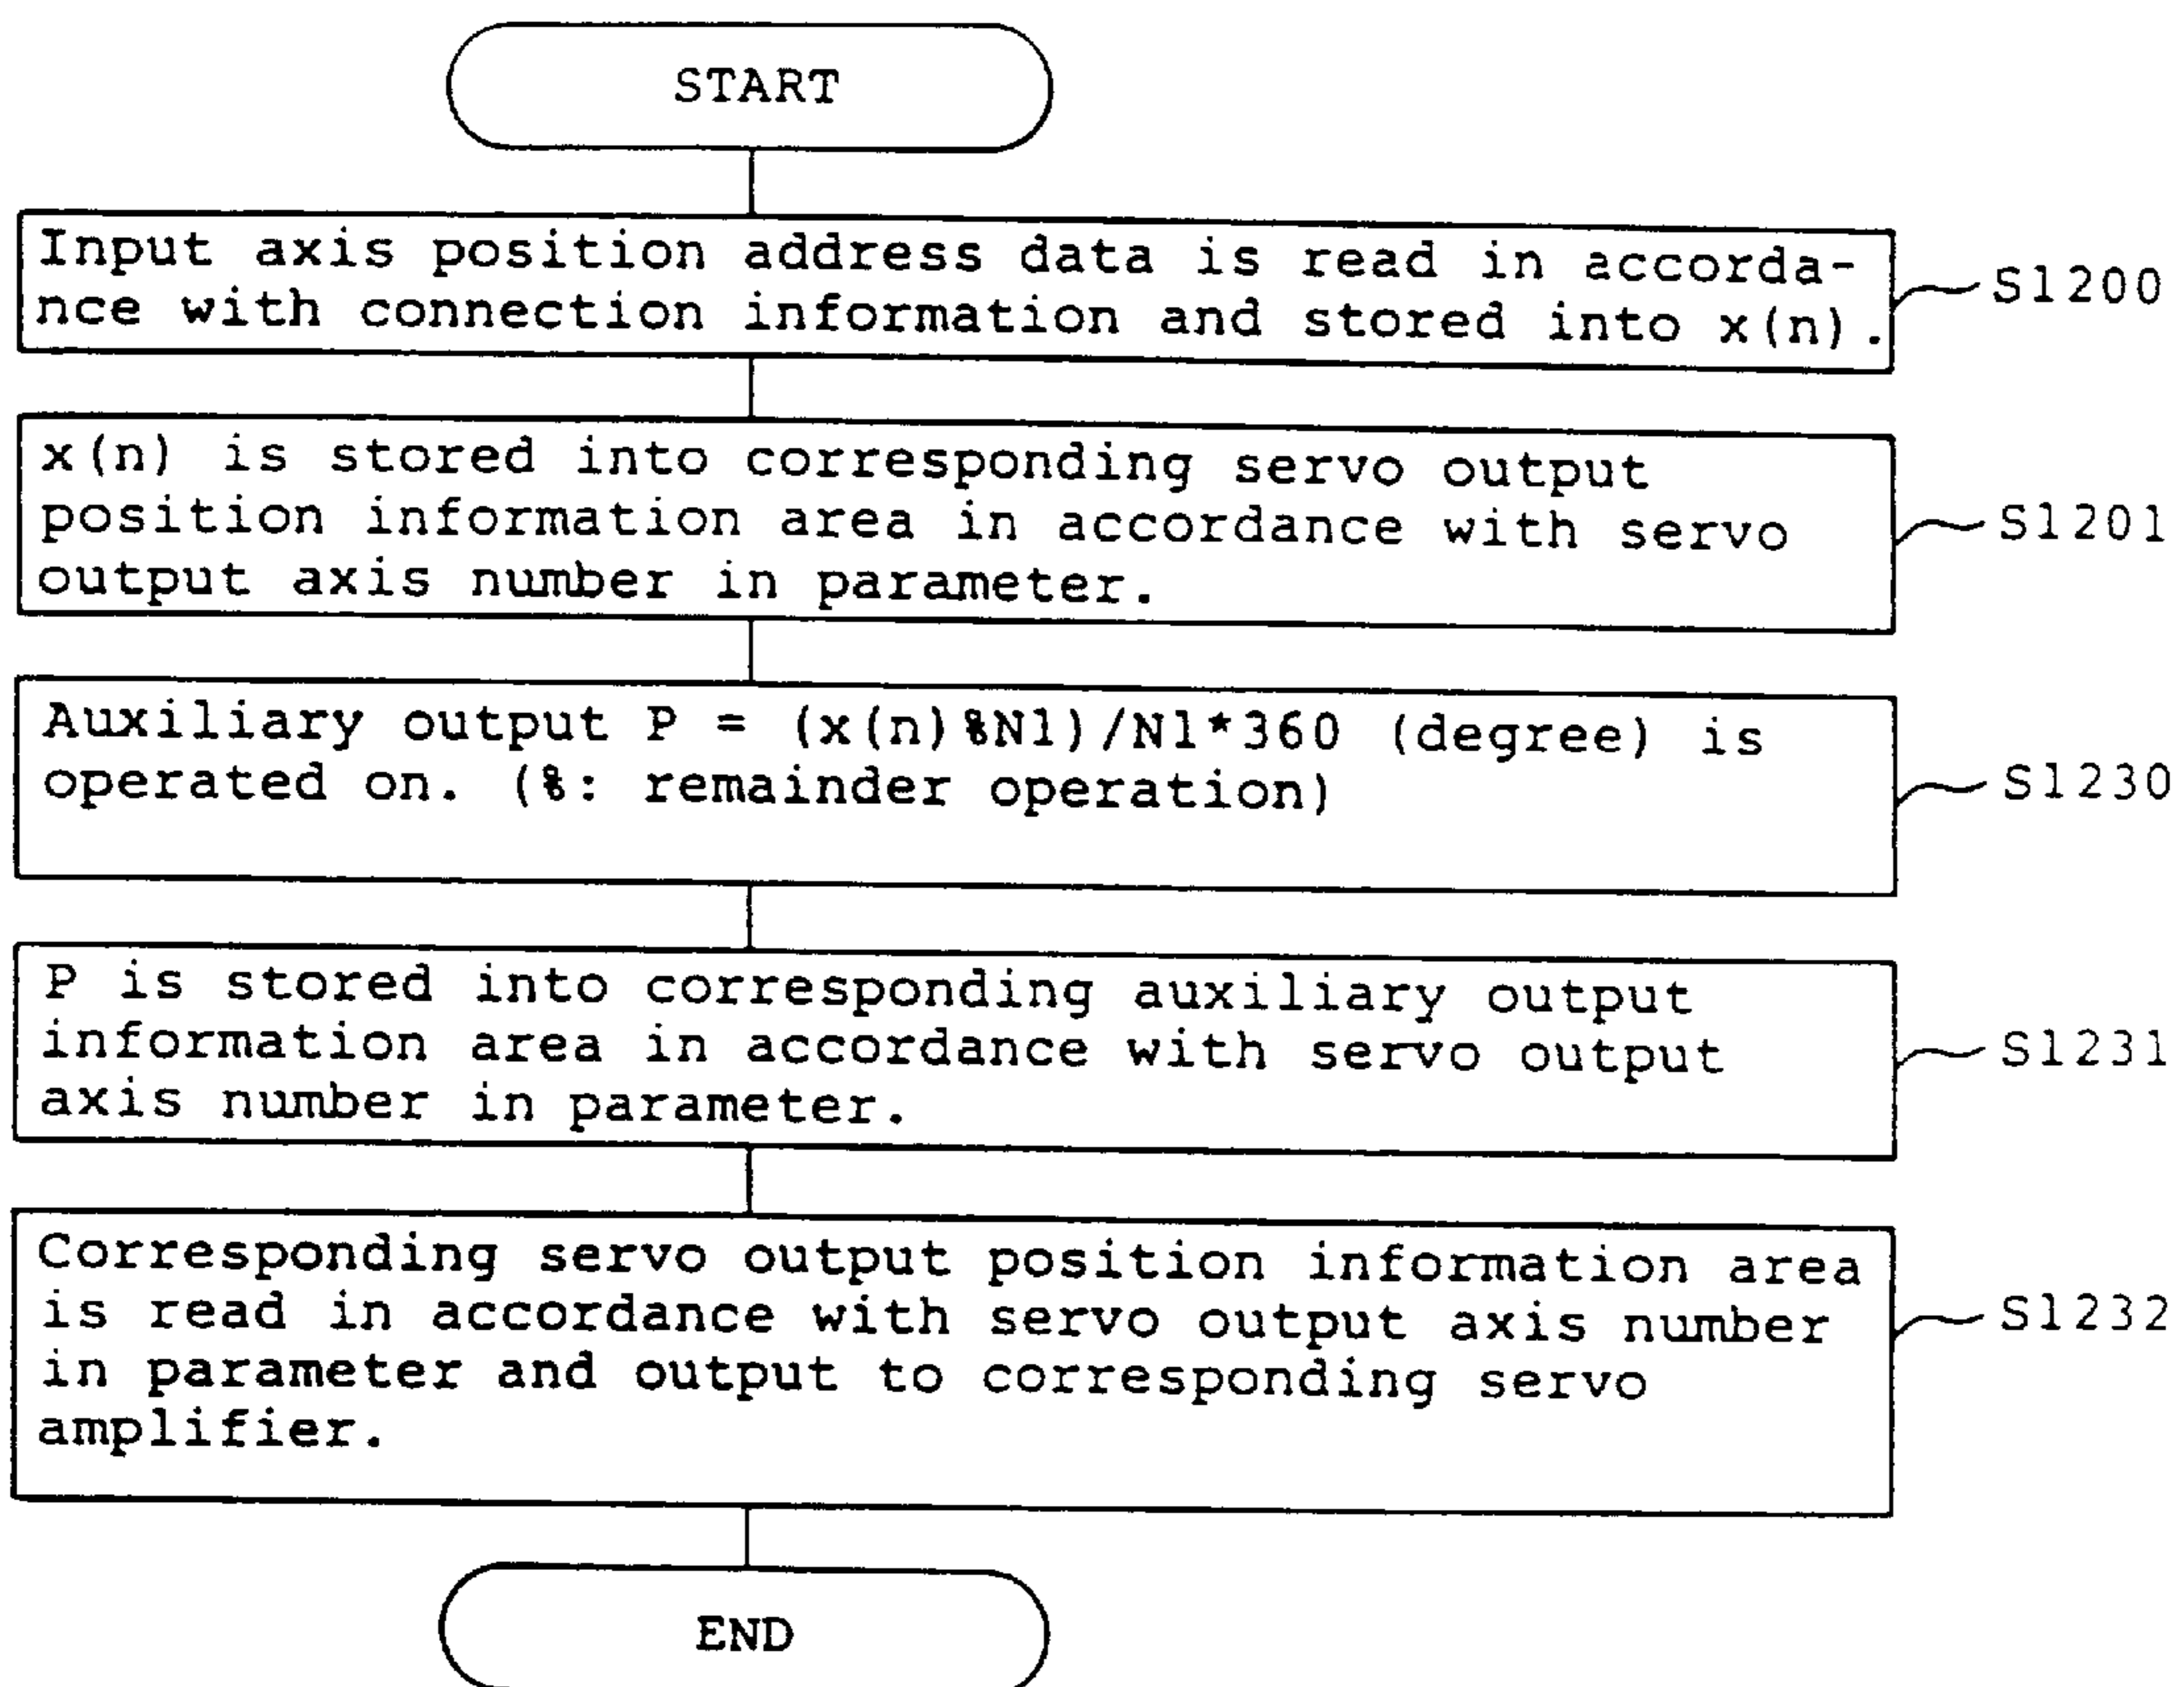 START
Input axis position address data is read in accorda-
nce with connection information and stored into x(n).
S1200
x(n) is stored into corresponding servo output
position information area in accordance with servo
output axis number in parameter.
S1201
Auxiliary output P = (x(n)%N1)/N1*360 (degree) is
operated on. (%: remainder operation)
S1230
P is stored into corresponding auxiliary output
information area in accordance with servo output
axis number in parameter.
S1231
Corresponding servo output position information area
is read in accordance with servo output axis number
in parameter and output to corresponding servo
amplifier.
S1232
END